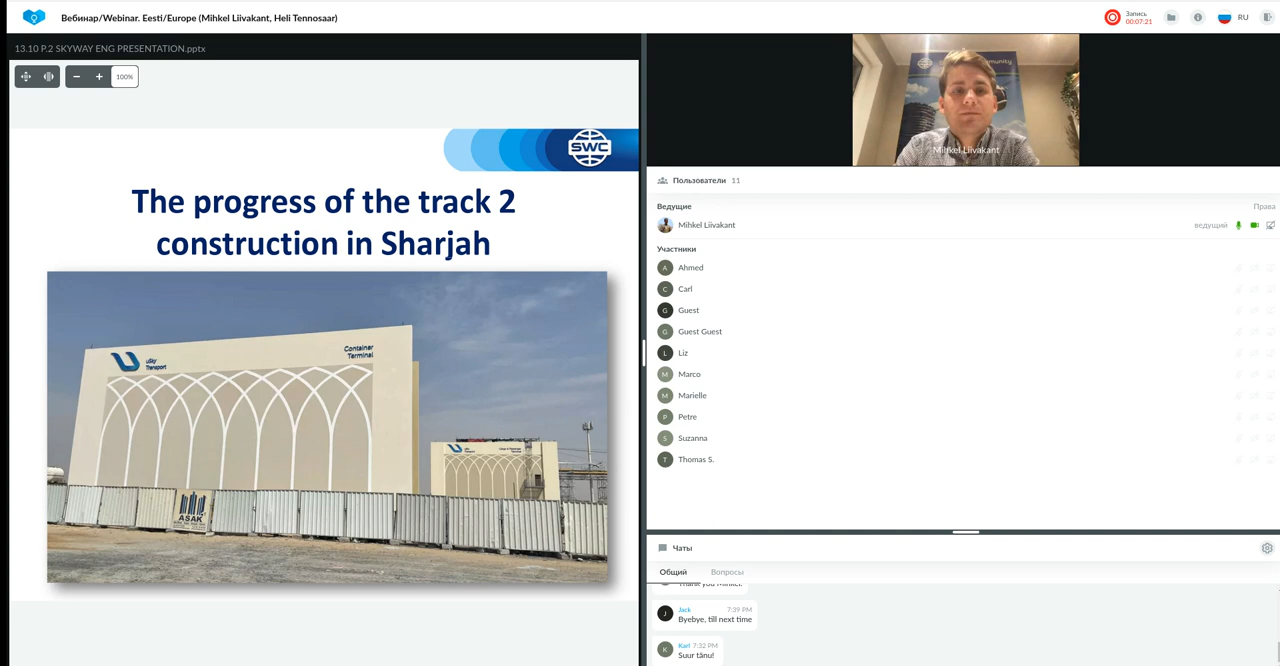 Вебинар/Webinar. Eesti/Europe (Mihkel Liivakant, Heli Tennosaar)
Запись
00:07:21
RU
13.10 P.2 SKYWAY ENG PRESENTATION.pptx
100%
SWC
The progress of the track 2
construction in Sharjah
uSky
Transport
Container
Terminal
ASAK
Mihkel Liivakant
Пользователи 11
Ведущие
Права
Mihkel Liivakant
ведущий
Участники
A Ahmed
C Carl
G Guest
G Guest Guest
L Liz
M Marco
M Marielle
P Petre
S Suzanna
T Thomas S.
Чаты
Общий
Вопросы
Thank you Mihkel.
J
Jack 7:39 PM
Byebye, till next time
K
Karl 7:32 PM
Suur tänu!